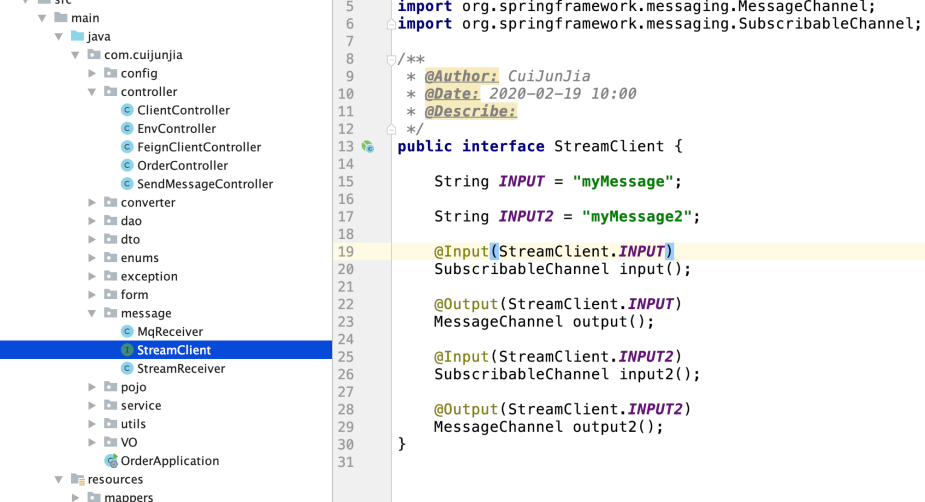 src
main
java
com.cuijunjia
config
controller
ClientController
EnvController
FeignClientController
OrderController
SendMessageController
converter
dao
dto
enums
exception
form
message
MqReceiver
StreamClient
StreamReceiver
pojo
service
utils
VO
OrderApplication
resources
mappers
5 import org.springframework.messaging.MessageChannel;
6 import org.springframework.messaging.SubscribableChannel;
7
8 /**
9 * @Author: CuiJunJia
10 * @Date: 2020-02-19 10:00
11 * @Describe:
12 */
13 public interface StreamClient {
14
15 String INPUT = "myMessage";
16
17 String INPUT2 = "myMessage2";
18
19 @Input(StreamClient.INPUT)
20 SubscribableChannel input();
21
22 @Output(StreamClient.INPUT)
23 MessageChannel output();
24
25 @Input(StreamClient.INPUT2)
26 SubscribableChannel input2();
27
28 @Output(StreamClient.INPUT2)
29 MessageChannel output2();
30 }
31